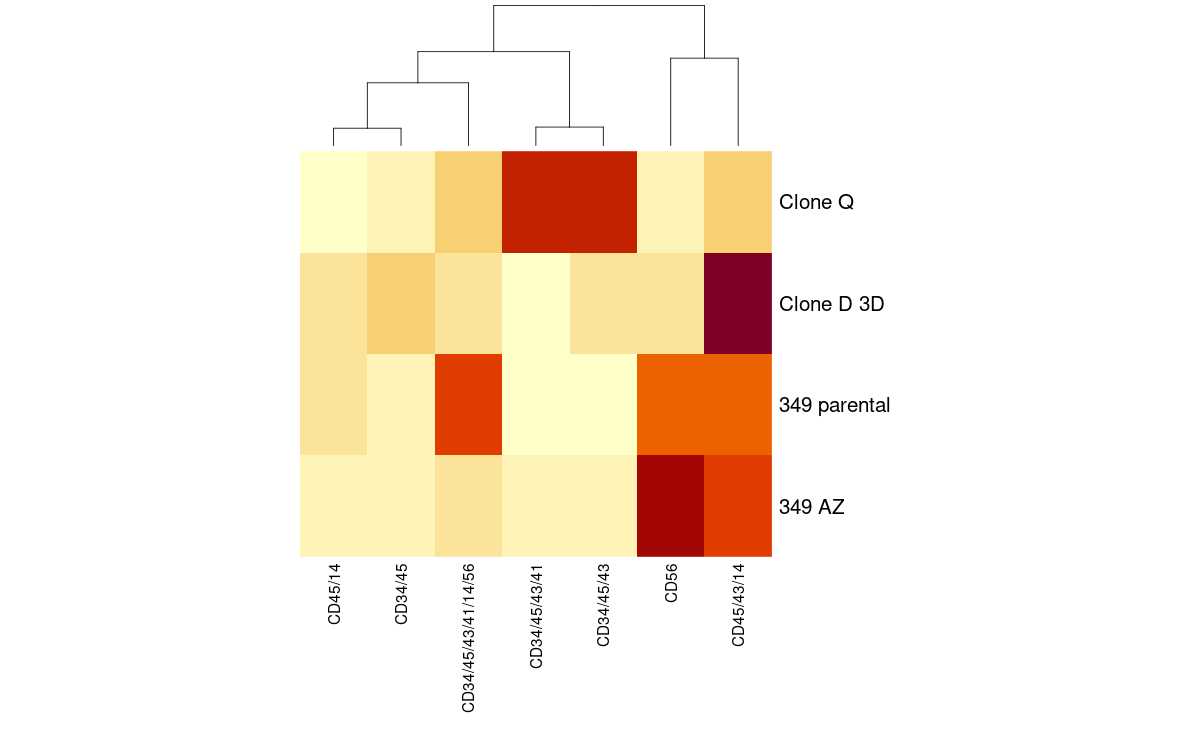 Clone Q
Clone D 3D
349 parental
349 AZ
CD45/14
CD34/45
CD34/45/43/41/14/56
CD34/45/43/41
CD34/45/43
CD56
CD45/43/14